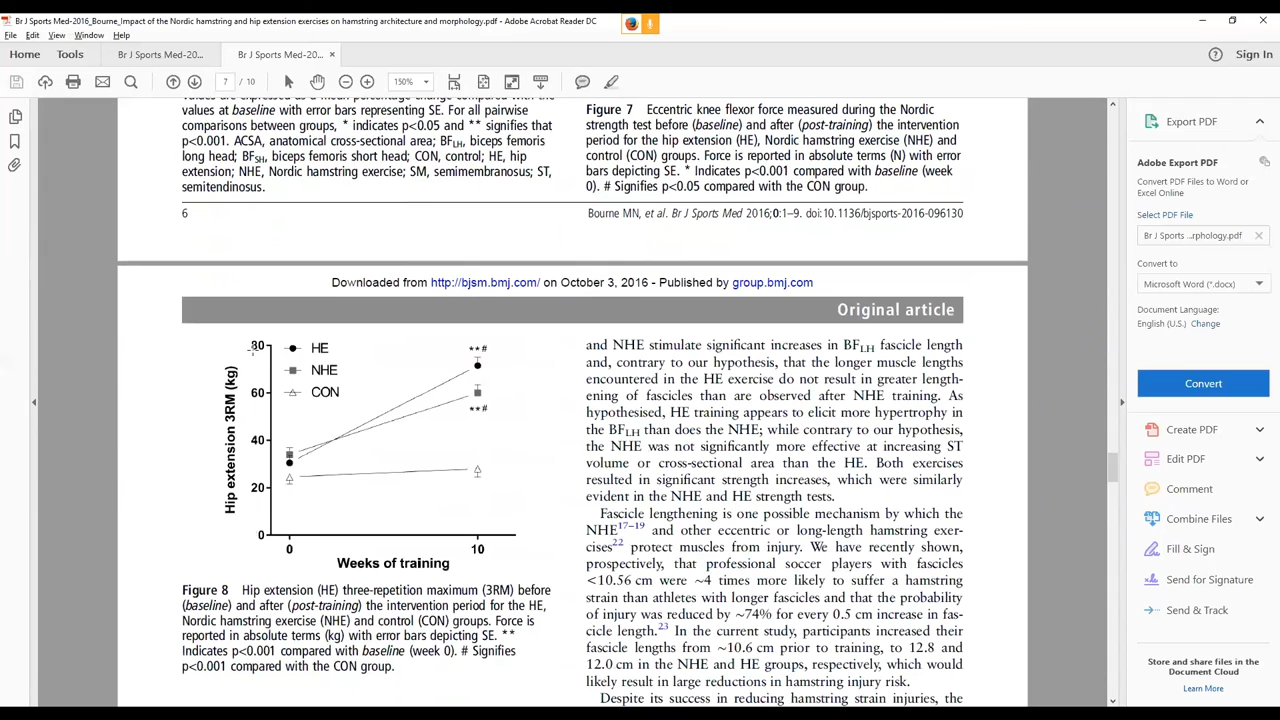 Br J Sports Med-2016_Bourne_Impact of the Nordic hamstring and hip extension exercises on hamstring architecture and morphology.pdf - Adobe Acrobat Reader DC
File Edit View Window Help
Home Tools Br J Sports Med-20... Br J Sports Med-20... × Sign In
7 / 10 150%
values are expressed as a mean percentage change compared with the
values at baseline with error bars representing SE. For all pairwise
comparisons between groups, * indicates p<0.05 and ** signifies that
p<0.001. ACSA, anatomical cross-sectional area; BFLH, biceps femoris
long head; BFSH, biceps femoris short head; CON, control; HE, hip
extension; NHE, Nordic hamstring exercise; SM, semimembranosus; ST,
semitendinosus.
Figure 7 Eccentric knee flexor force measured during the Nordic
strength test before (baseline) and after (post-training) the intervention
period for the hip extension (HE), Nordic hamstring exercise (NHE) and
control (CON) groups. Force is reported in absolute terms (N) with error
bars depicting SE. * Indicates p<0.001 compared with baseline (week
0). # Signifies p<0.05 compared with the CON group.
6
Bourne MN, et al. Br J Sports Med 2016;0:1–9. doi:10.1136/bjsports-2016-096130
Downloaded from http://bjsm.bmj.com/ on October 3, 2016 - Published by group.bmj.com
Original article
Hip extension 3RM (kg)
80
60
40
20
0
HE
NHE
CON
**#
**#
0 10
Weeks of training
Figure 8 Hip extension (HE) three-repetition maximum (3RM) before
(baseline) and after (post-training) the intervention period for the HE,
Nordic hamstring exercise (NHE) and control (CON) groups. Force is
reported in absolute terms (kg) with error bars depicting SE. **
Indicates p<0.001 compared with baseline (week 0). # Signifies
p<0.001 compared with the CON group.
and NHE stimulate significant increases in BFLH fascicle length
and, contrary to our hypothesis, that the longer muscle lengths
encountered in the HE exercise do not result in greater length-
ening of fascicles than are observed after NHE training. As
hypothesised, HE training appears to elicit more hypertrophy in
the BFLH than does the NHE; while contrary to our hypothesis,
the NHE was not significantly more effective at increasing ST
volume or cross-sectional area than the HE. Both exercises
resulted in significant strength increases, which were similarly
evident in the NHE and HE strength tests.
Fascicle lengthening is one possible mechanism by which the
NHE17–19 and other eccentric or long-length hamstring exer-
cises22 protect muscles from injury. We have recently shown,
prospectively, that professional soccer players with fascicles
<10.56 cm were ~4 times more likely to suffer a hamstring
strain than athletes with longer fascicles and that the probability
of injury was reduced by ~74% for every 0.5 cm increase in fas-
cicle length.23 In the current study, participants increased their
fascicle lengths from ~10.6 cm prior to training, to 12.8 and
12.0 cm in the NHE and HE groups, respectively, which would
likely result in large reductions in hamstring injury risk.
Despite its success in reducing hamstring strain injuries, the
Export PDF
Adobe Export PDF
Convert PDF Files to Word or
Excel Online
Select PDF File
Br J Sports ...rphology.pdf ×
Convert to
Microsoft Word (*.docx)
Document Language:
English (U.S.) Change
Convert
Create PDF
Edit PDF
Comment
Combine Files
Fill & Sign
Send for Signature
Send & Track
Store and share files in the
Document Cloud
Learn More